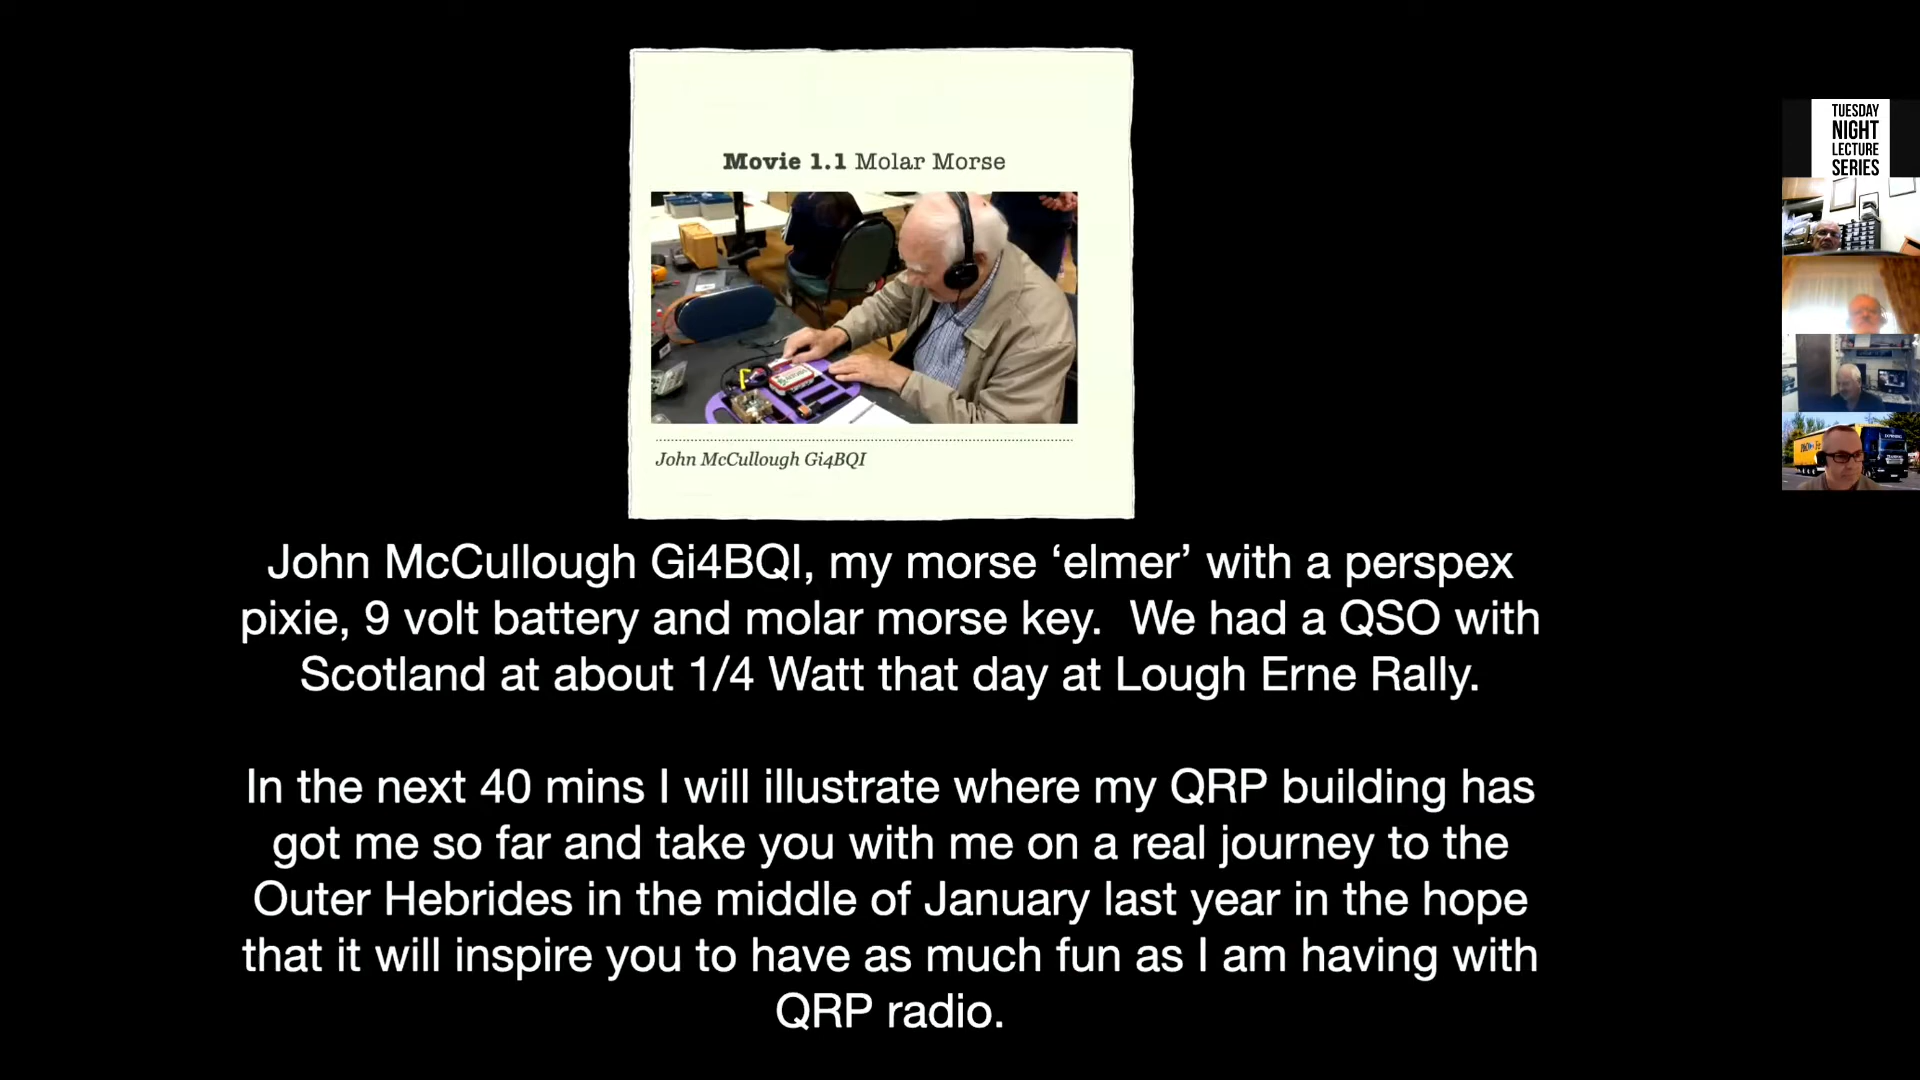 Movie 1.1 Molar Morse
John McCullough Gi4BQI
John McCullough Gi4BQI, my morse ‘elmer’ with a perspex
pixie, 9 volt battery and molar morse key.  We had a QSO with
Scotland at about 1/4 Watt that day at Lough Erne Rally.
In the next 40 mins I will illustrate where my QRP building has
got me so far and take you with me on a real journey to the
Outer Hebrides in the middle of January last year in the hope
that it will inspire you to have as much fun as I am having with
QRP radio.
TUESDAY
NIGHT
LECTURE
SERIES